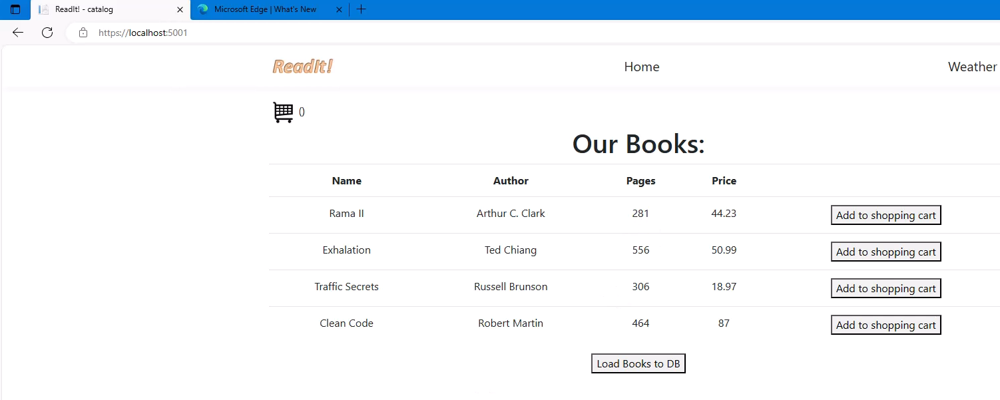 ReadIt! - catalog
Microsoft Edge | What's New
https://localhost:5001
ReadIt! Home Weather
()
Our Books:
Name Author Pages Price
Rama II Arthur C. Clark 281 44.23 Add to shopping cart
Exhalation Ted Chiang 556 50.99 Add to shopping cart
Traffic Secrets Russell Brunson 306 18.97 Add to shopping cart
Clean Code Robert Martin 464 87 Add to shopping cart
Load Books to DB